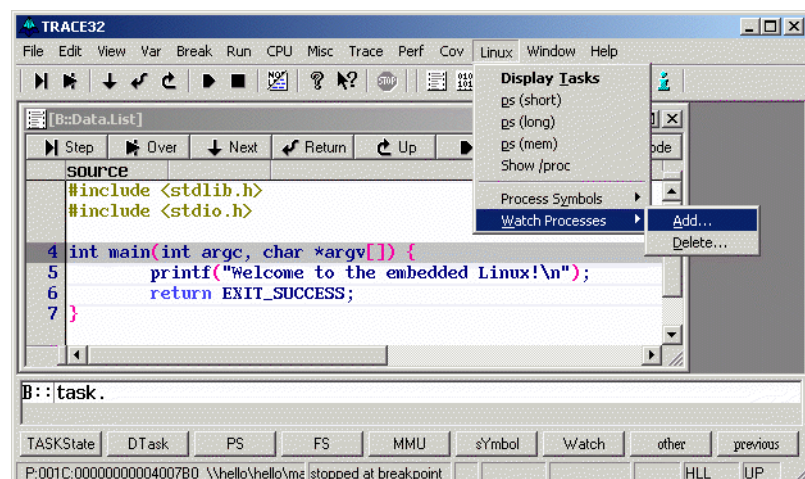 TRACE32
File Edit View Var Break Run CPU Misc Trace Perf Cov Linux Window Help
Display Tasks
ps (short)
ps (long)
ps (mem)
Show /proc
Process Symbols
Watch Processes
Add...
Delete...
[B::Data.List]
Step Over Next Return Up ode
source
#include <stdlib.h>
#include <stdio.h>
4 int main(int argc, char *argv[]) {
5 printf("Welcome to the embedded Linux!\n");
6 return EXIT_SUCCESS;
7 }
B::task.
TASKState DTask PS FS MMU sYmbol Watch other previous
P:001C:00000000004007B0 \\hello\hello\ma stopped at breakpoint HLL UP